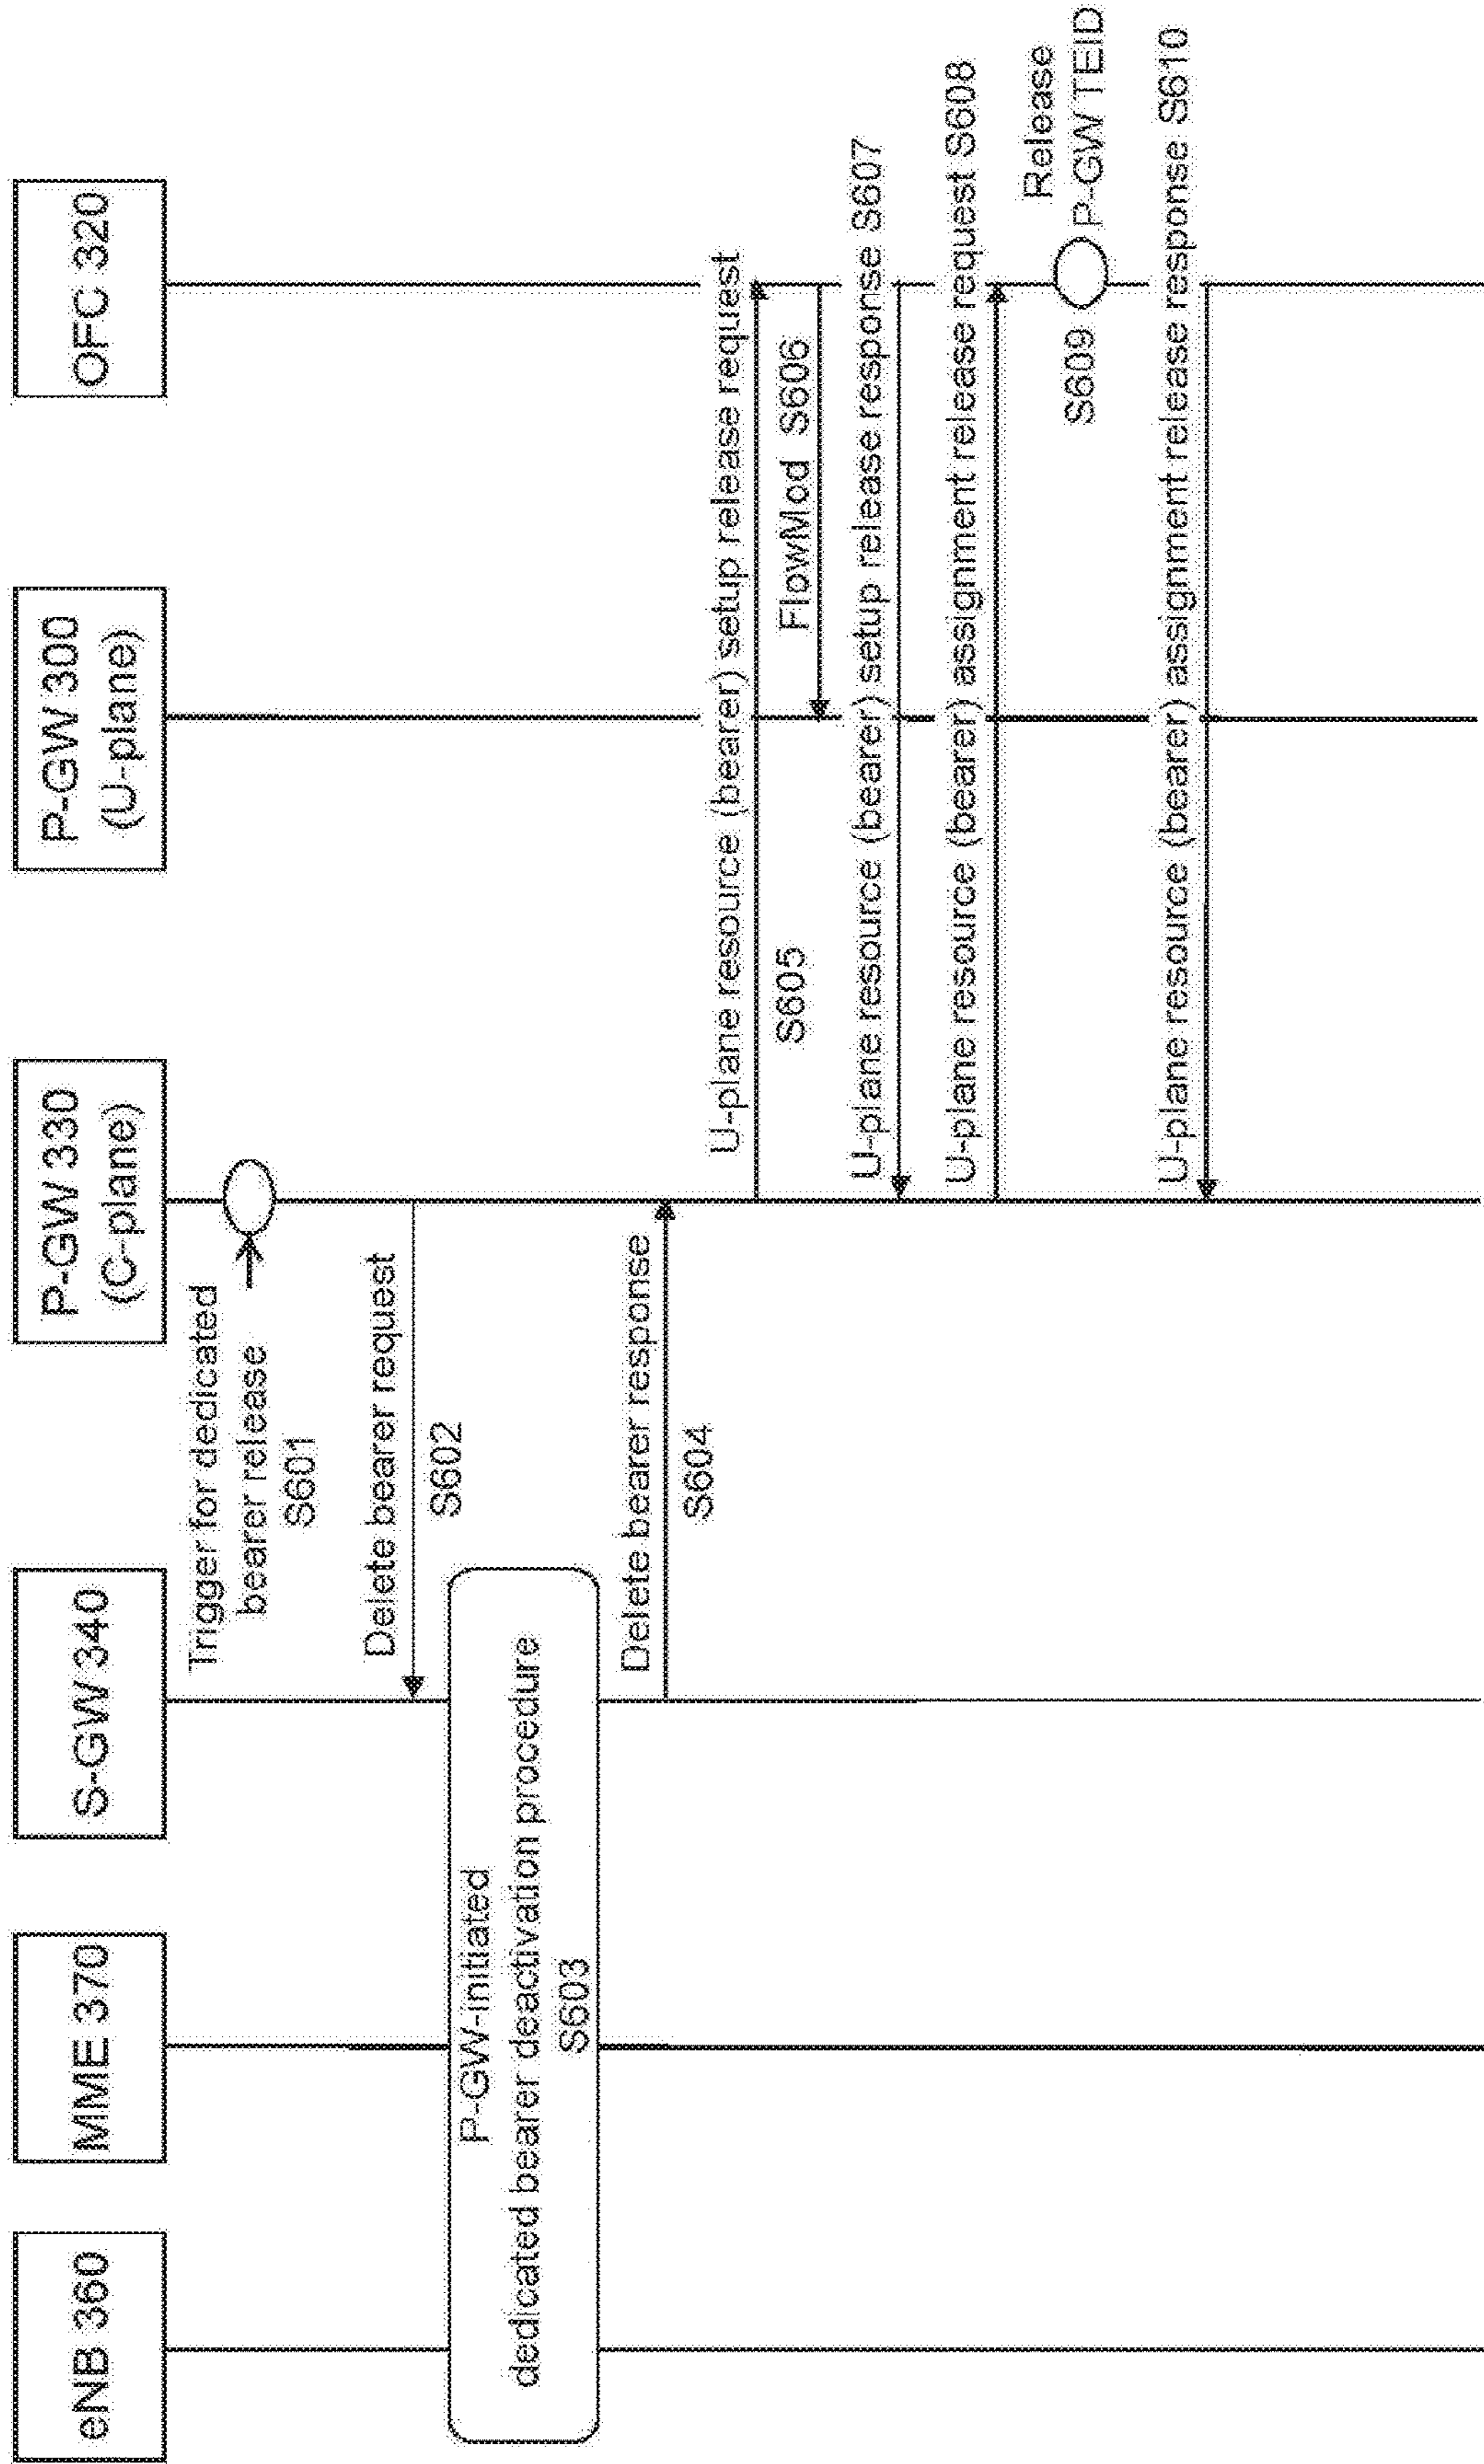 eNB 360
MME 370
S-GW 340
P-GW 330
(C-plane)
P-GW 300
(U-plane)
OFC 320
Trigger for dedicated
bearer release
S601
Delete bearer request
S602
P-GW-initiated
dedicated bearer deactivation procedure
S603
Delete bearer response
S604
U-plane resource (bearer) setup release request
S605
FlowMod S606
U-plane resource (bearer) setup release response S607
U-plane resource (bearer) assignment release request S608
S609
Release
P-GW TEID
U-plane resource (bearer) assignment release response S610